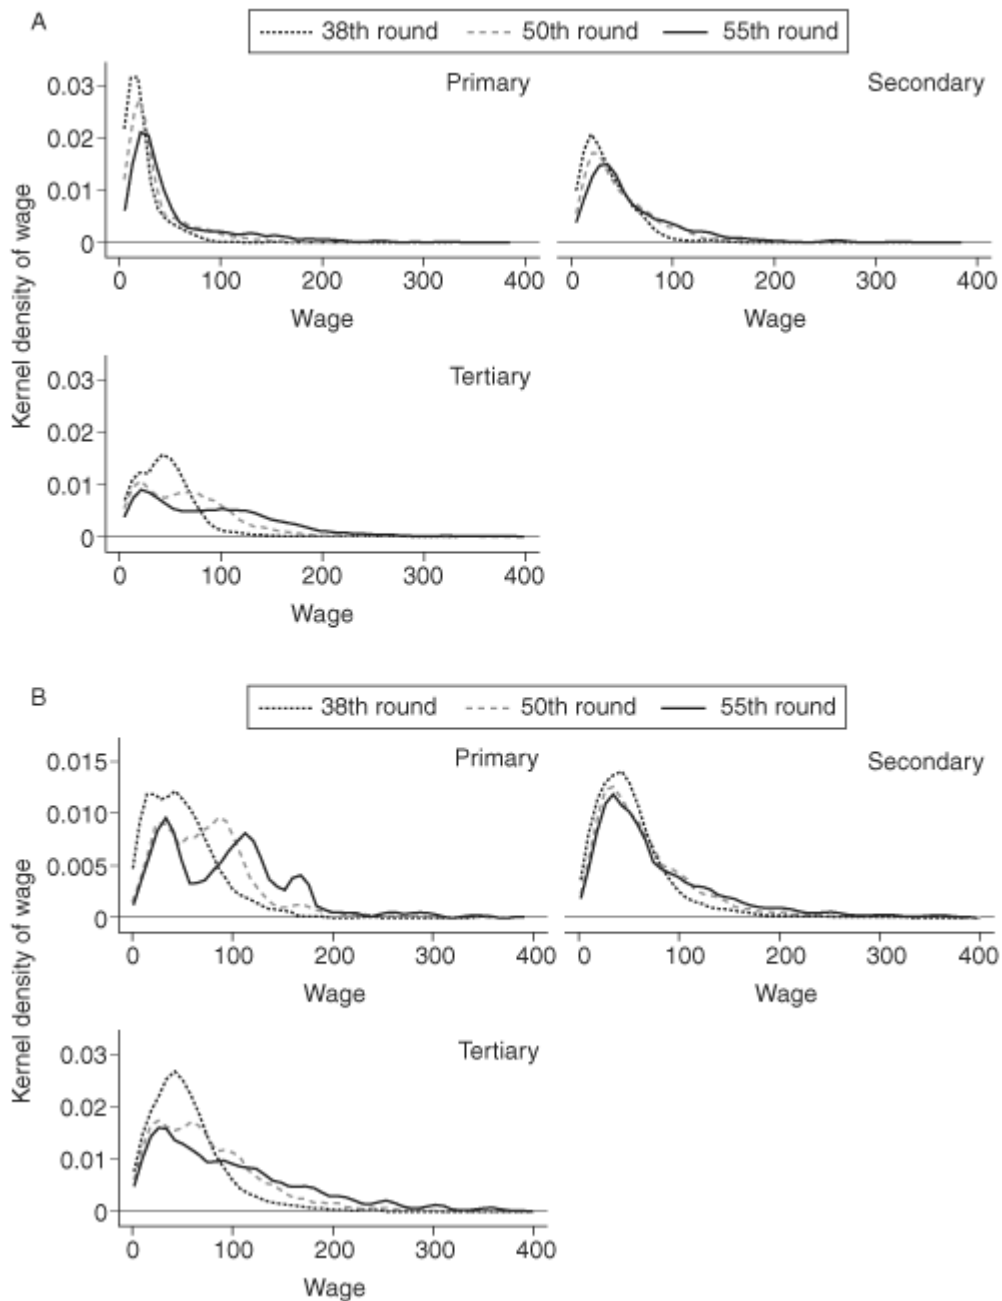 A
38th round 50th round 55th round
Kernel density of wage
Primary
0.03
0.02
0.01
0
0 100 200 300 400
Wage
Secondary
0 100 200 300 400
Wage
Tertiary
0.03
0.02
0.01
0
0 100 200 300 400
Wage
B
38th round 50th round 55th round
Kernel density of wage
Primary
0.015
0.010
0.005
0
0 100 200 300 400
Wage
Secondary
0 100 200 300 400
Wage
Tertiary
0.03
0.02
0.01
0
0 100 200 300 400
Wage